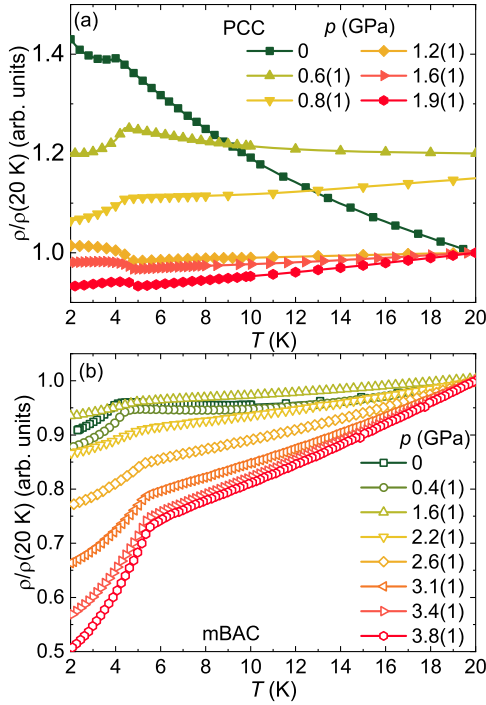 (a) PCC p (GPa)
0 1.2(1)
0.6(1) 1.6(1)
0.8(1) 1.9(1)
1.4
1.2
1.0
ρ/ρ(20 K) (arb. units)
2 4 6 8 10 12 14 16 18 20
T (K)
(b)
1.0
0.9
0.8
0.7
0.6
0.5
ρ/ρ(20 K) (arb. units)
p (GPa)
0
0.4(1)
1.6(1)
2.2(1)
2.6(1)
3.1(1)
3.4(1)
3.8(1)
mBAC
2 4 6 8 10 12 14 16 18 20
T (K)